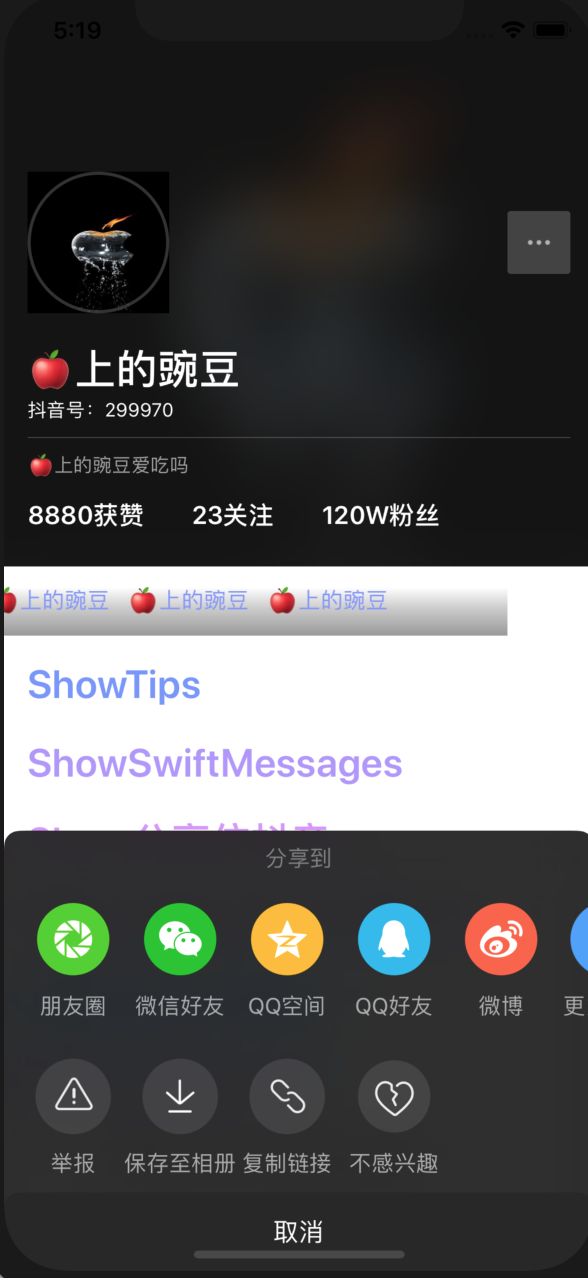 5:19
🍎上的豌豆
抖音号：299970
🍎上的豌豆爱吃吗
8880获赞 23关注 120W粉丝
🍎上的豌豆 🍎上的豌豆 🍎上的豌豆
ShowTips
ShowSwiftMessages
分享到
朋友圈 微信好友 QQ空间 QQ好友 微博 更
举报 保存至相册 复制链接 不感兴趣
取消